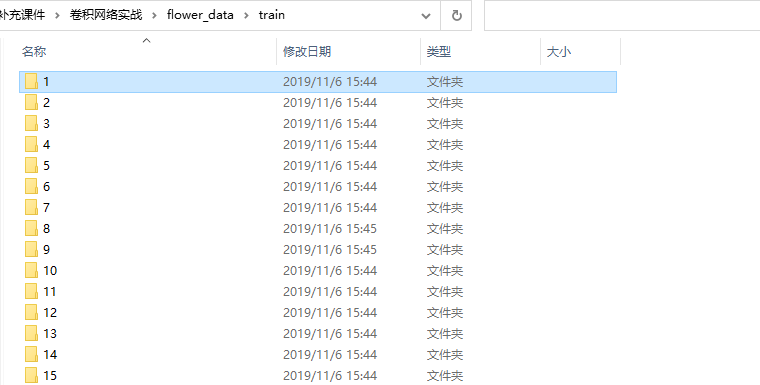 补充课件 > 卷积网络实战 > flower_data > train
名称 修改日期 类型 大小
1 2019/11/6 15:44 文件夹
2 2019/11/6 15:44 文件夹
3 2019/11/6 15:44 文件夹
4 2019/11/6 15:44 文件夹
5 2019/11/6 15:44 文件夹
6 2019/11/6 15:44 文件夹
7 2019/11/6 15:44 文件夹
8 2019/11/6 15:45 文件夹
9 2019/11/6 15:45 文件夹
10 2019/11/6 15:44 文件夹
11 2019/11/6 15:44 文件夹
12 2019/11/6 15:44 文件夹
13 2019/11/6 15:44 文件夹
14 2019/11/6 15:44 文件夹
15 2019/11/6 15:44 文件夹